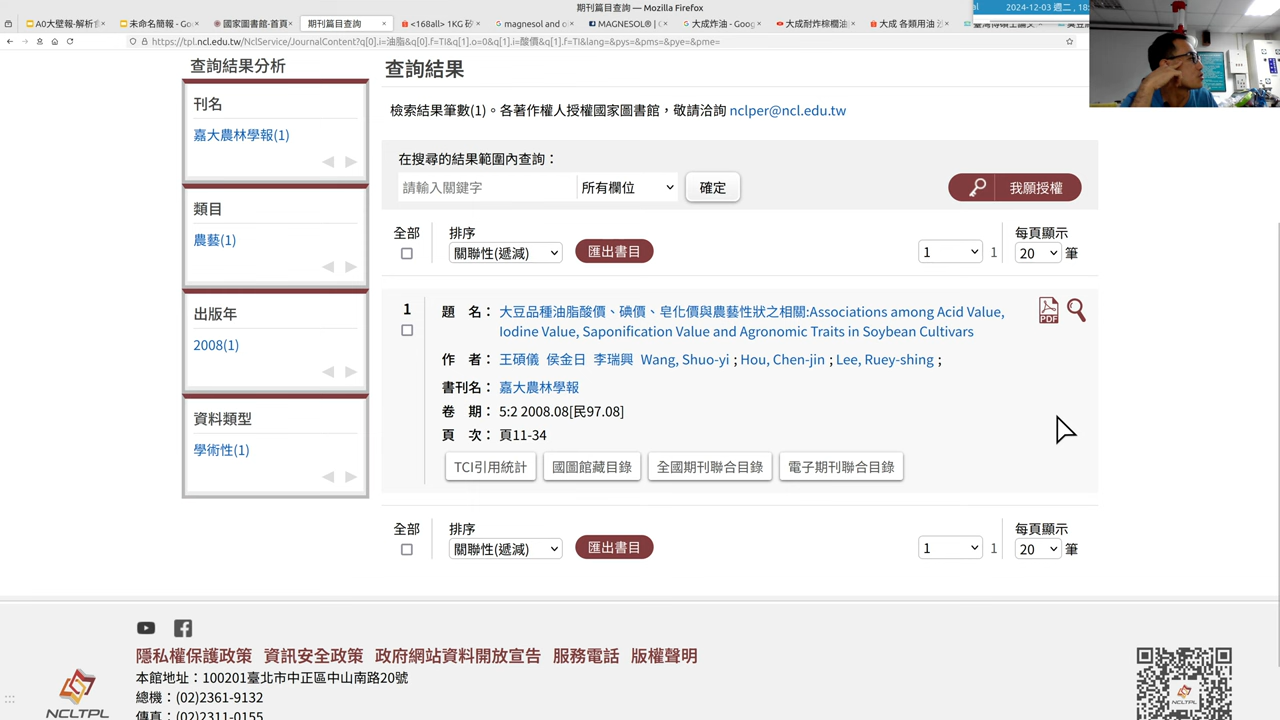 期刊篇目查詢 — Mozilla Firefox
2024-12-03 週二 , 18:
A0大壁報-解析
未命名簡報 - Go
國家圖書館-首頁
期刊篇目查詢
<168all> 1KG
magnesol and o
MAGNESOL® | 
大成炸油 - Goog
大成耐炸棕櫚油
大成 各類用油
https://tpl.ncl.edu.tw/NclService/JournalContent?q[0].i=油脂&q[0].f=TI&q[1].o=0&q[1].i=酸價&q[1].f=TI&lang=&pys=&pms=&pye=&pme=
查詢結果分析
刊名
嘉大農林學報(1)
類目
農藝(1)
出版年
2008(1)
資料類型
學術性(1)
查詢結果
檢索結果筆數(1)。各著作權人授權國家圖書館，敬請洽詢 nclper@ncl.edu.tw
在搜尋的結果範圍內查詢：
請輸入關鍵字 所有欄位 確定 我願授權
全部 排序 每頁顯示
關聯性(遞減) 匯出書目 1 1 20 筆
1 題 名： 大豆品種油脂酸價、碘價、皂化價與農藝性狀之相關:Associations among Acid Value,
Iodine Value, Saponification Value and Agronomic Traits in Soybean Cultivars
PDF
作 者： 王碩儀 侯金日 李瑞興 Wang, Shuo-yi ; Hou, Chen-jin ; Lee, Ruey-shing ;
書刊名： 嘉大農林學報
卷 期： 5:2 2008.08[民97.08]
頁 次： 頁11-34
TCI引用統計 國圖館藏目錄 全國期刊聯合目錄 電子期刊聯合目錄
全部 排序 每頁顯示
關聯性(遞減) 匯出書目 1 1 20 筆
隱私權保護政策 資訊安全政策 政府網站資料開放宣告 服務電話 版權聲明
本館地址：100201臺北市中正區中山南路20號
總機：(02)2361-9132
傳真：(02)2311-0155
NCLTPL
NCLTPL